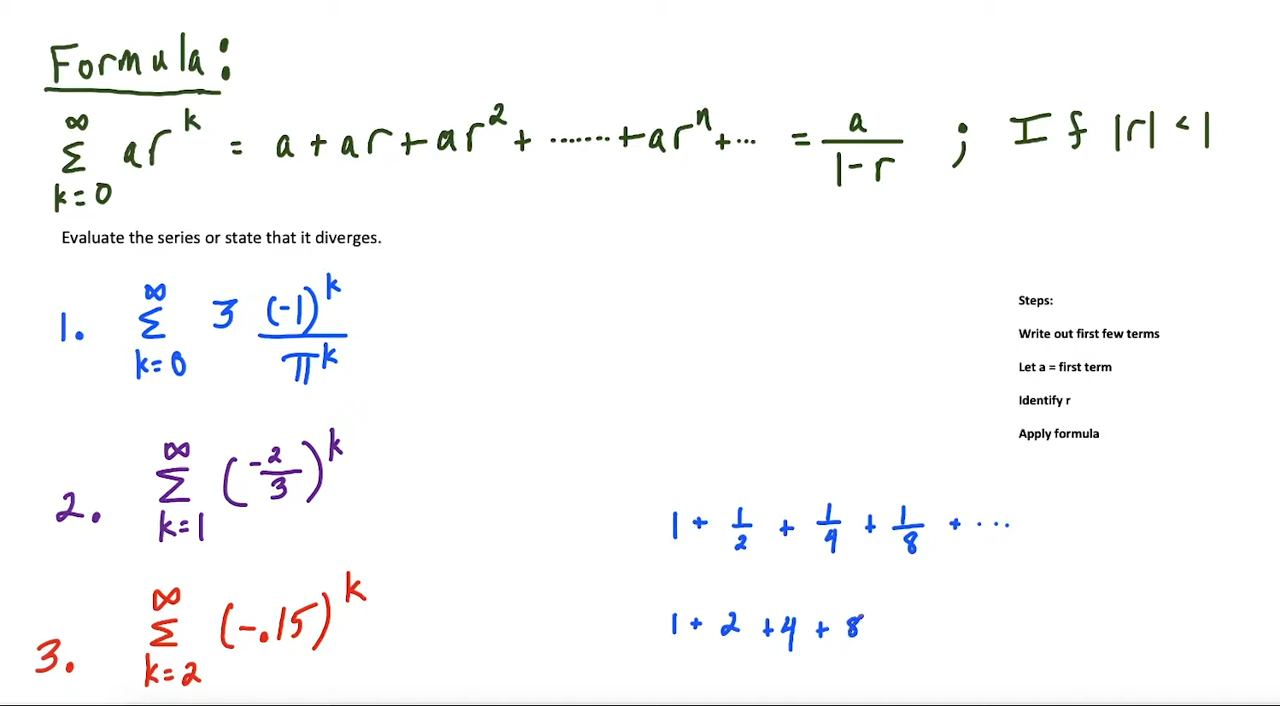 Formula:
∞ Σ k=0 ar^k = a + ar + ar^2 + ....... + ar^n + ... = a/(1-r) ; If |r| < 1
Evaluate the series or state that it diverges.
1. ∞ Σ k=0 3 (-1)^k/π^k
Steps:
Write out first few terms
Let a = first term
Identify r
Apply formula
2. ∞ Σ k=1 (-2/3)^k
1 + 1/2 + 1/4 + 1/8 + ...
3. ∞ Σ k=2 (-.15)^k
1 + 2 + 4 + 8